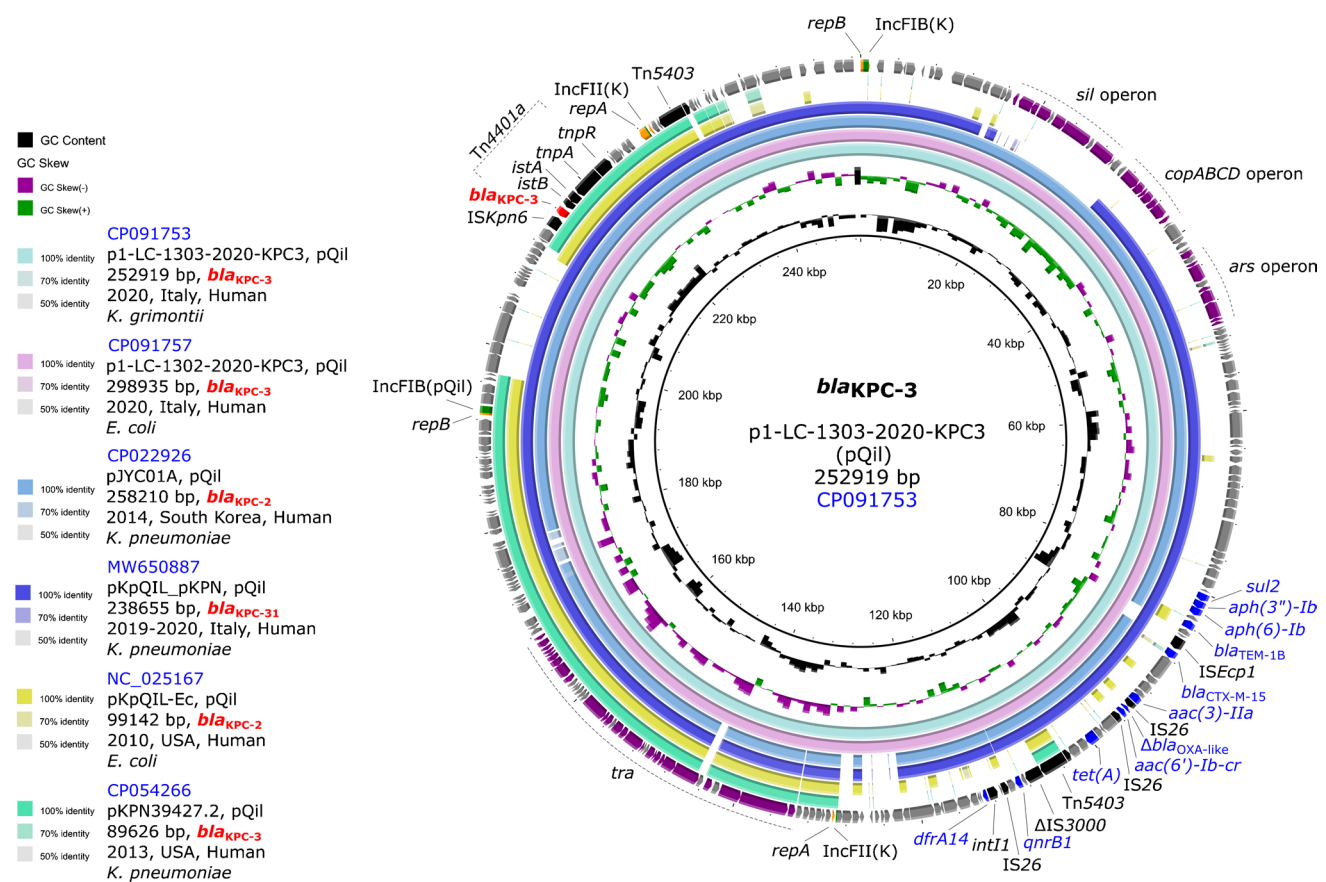 GC Content
GC Skew
GC Skew(-)
GC Skew(+)
CP091753
100% identity
p1-LC-1303-2020-KPC3, pQil
70% identity
252919 bp, blaKPC-3
50% identity
2020, Italy, Human
K. grimontii
CP091757
100% identity
p1-LC-1302-2020-KPC3, pQil
70% identity
298935 bp, blaKPC-3
50% identity
2020, Italy, Human
E. coli
CP022926
pJYC01A, pQil
100% identity
258210 bp, blaKPC-2
70% identity
2014, South Korea, Human
50% identity
K. pneumoniae
MW650887
pKpQIL_pKPN, pQil
100% identity
238655 bp, blaKPC-31
70% identity
2019-2020, Italy, Human
50% identity
K. pneumoniae
NC_025167
100% identity
pKpQIL-Ec, pQil
70% identity
99142 bp, blaKPC-2
50% identity
2010, USA, Human
E. coli
CP054266
100% identity
pKPN39427.2, pQil
70% identity
89626 bp, blaKPC-3
50% identity
2013, USA, Human
K. pneumoniae
repB
IncFIB(K)
sil operon
copABCD operon
ars operon
sul2
aph(3")-Ib
aph(6)-Ib
blaTEM-1B
ISEcp1
blaCTX-M-15
aac(3)-IIa
IS26
ΔblaOXA-like
aac(6')-Ib-cr
IS26
tet(A)
Tn5403
ΔIS3000
qnrB1
IS26
intI1
dfrA14
IncFII(K)
repA
tra
repB
IncFIB(pQil)
ISKpn6
blaKPC-3
istB
istA
tnpA
tnpR
Tn4401a
repA
IncFII(K)
Tn5403
20 kbp
40 kbp
60 kbp
80 kbp
100 kbp
120 kbp
140 kbp
160 kbp
180 kbp
200 kbp
220 kbp
240 kbp
blaKPC-3
p1-LC-1303-2020-KPC3
(pQil)
252919 bp
CP091753